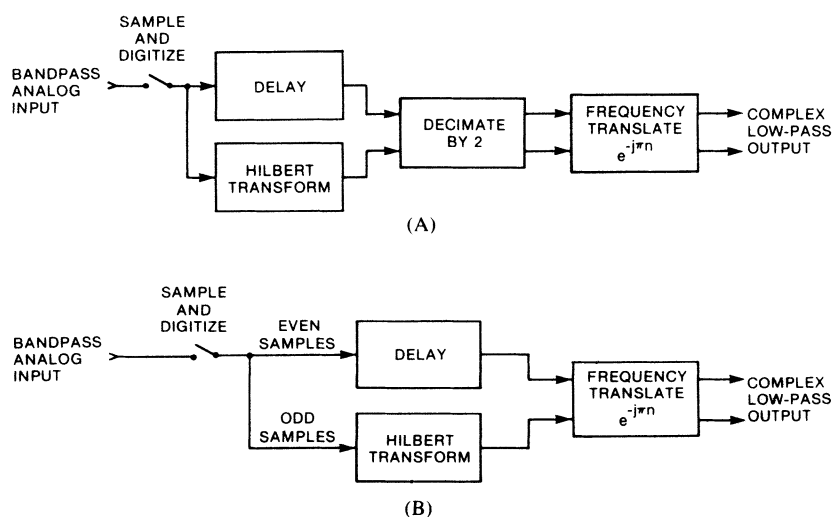 SAMPLE
AND
DIGITIZE
BANDPASS
ANALOG
INPUT
DELAY
HILBERT
TRANSFORM
DECIMATE
BY 2
FREQUENCY
TRANSLATE
e^-jπn
COMPLEX
LOW-PASS
OUTPUT
(A)
SAMPLE
AND
DIGITIZE
BANDPASS
ANALOG
INPUT
EVEN
SAMPLES
ODD
SAMPLES
DELAY
HILBERT
TRANSFORM
FREQUENCY
TRANSLATE
e^-jπn
COMPLEX
LOW-PASS
OUTPUT
(B)